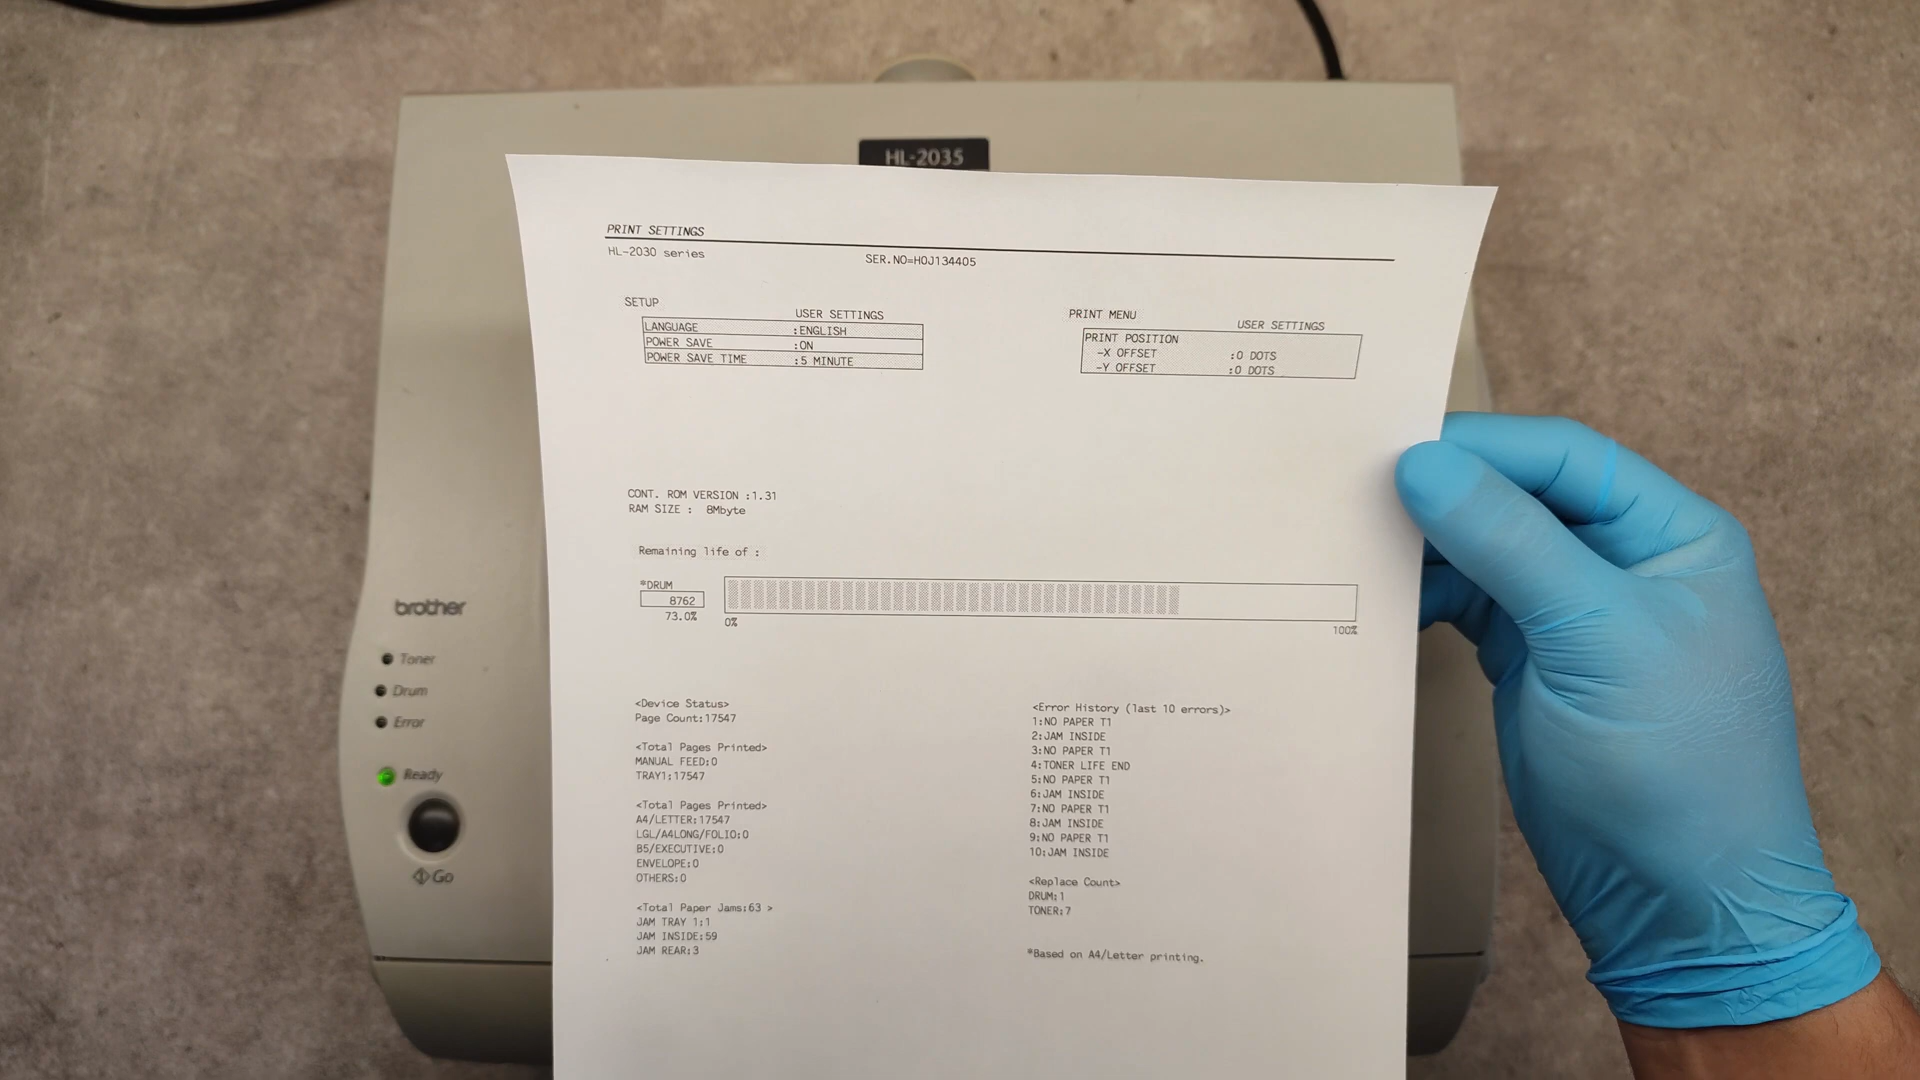 HL-2035
PRINT SETTINGS
HL-2030 series
SER.NO=H0J134405
SETUP
USER SETTINGS
LANGUAGE :ENGLISH
POWER SAVE :ON
POWER SAVE TIME :5 MINUTE
PRINT MENU
USER SETTINGS
PRINT POSITION
-X OFFSET :0 DOTS
-Y OFFSET :0 DOTS
CONT. ROM VERSION :1.31
RAM SIZE : 8Mbyte
Remaining life of :
*DRUM
8762
73.0%
0%
100%
<Device Status>
Page Count:17547
<Total Pages Printed>
MANUAL FEED:0
TRAY1:17547
<Total Pages Printed>
A4/LETTER:17547
LGL/A4LONG/FOLIO:0
B5/EXECUTIVE:0
ENVELOPE:0
OTHERS:0
<Total Paper Jams:63 >
JAM TRAY 1:1
JAM INSIDE:59
JAM REAR:3
<Error History (last 10 errors)>
1:NO PAPER T1
2:JAM INSIDE
3:NO PAPER T1
4:TONER LIFE END
5:NO PAPER T1
6:JAM INSIDE
7:NO PAPER T1
8:JAM INSIDE
9:NO PAPER T1
10:JAM INSIDE
<Replace Count>
DRUM:1
TONER:7
*Based on A4/Letter printing.
brother
Toner
Drum
Error
Ready
Go